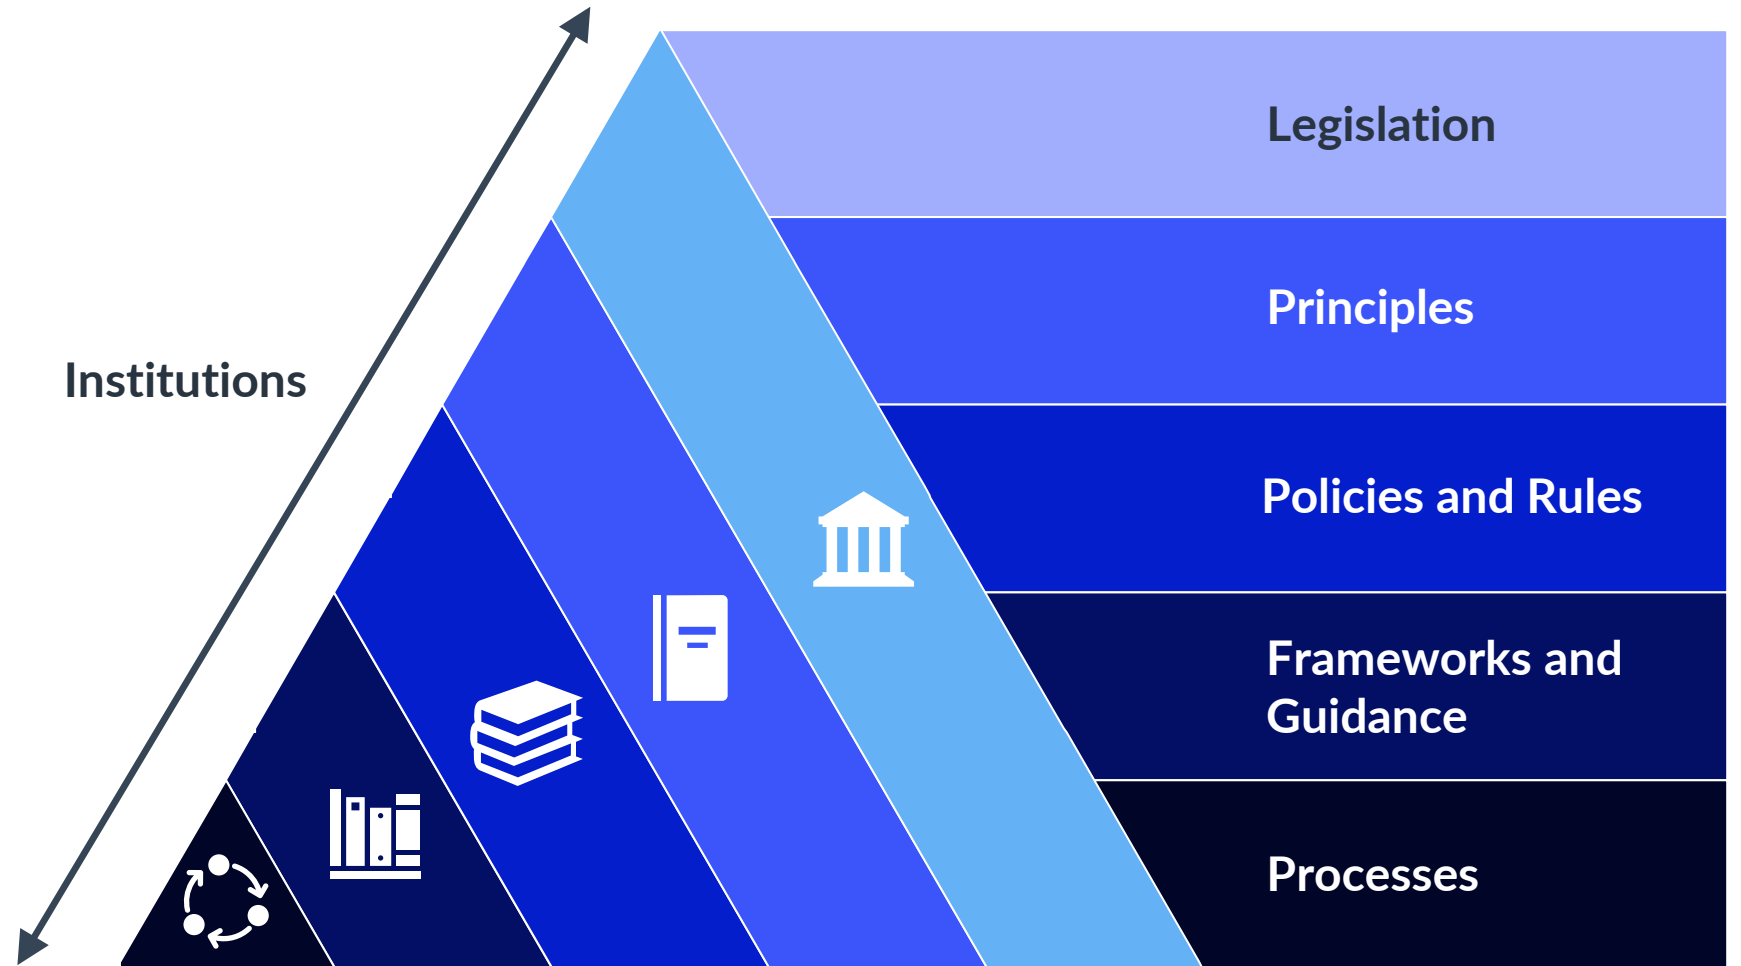 Legislation
Principles
Institutions
Policies and Rules
Frameworks and
Guidance
Processes